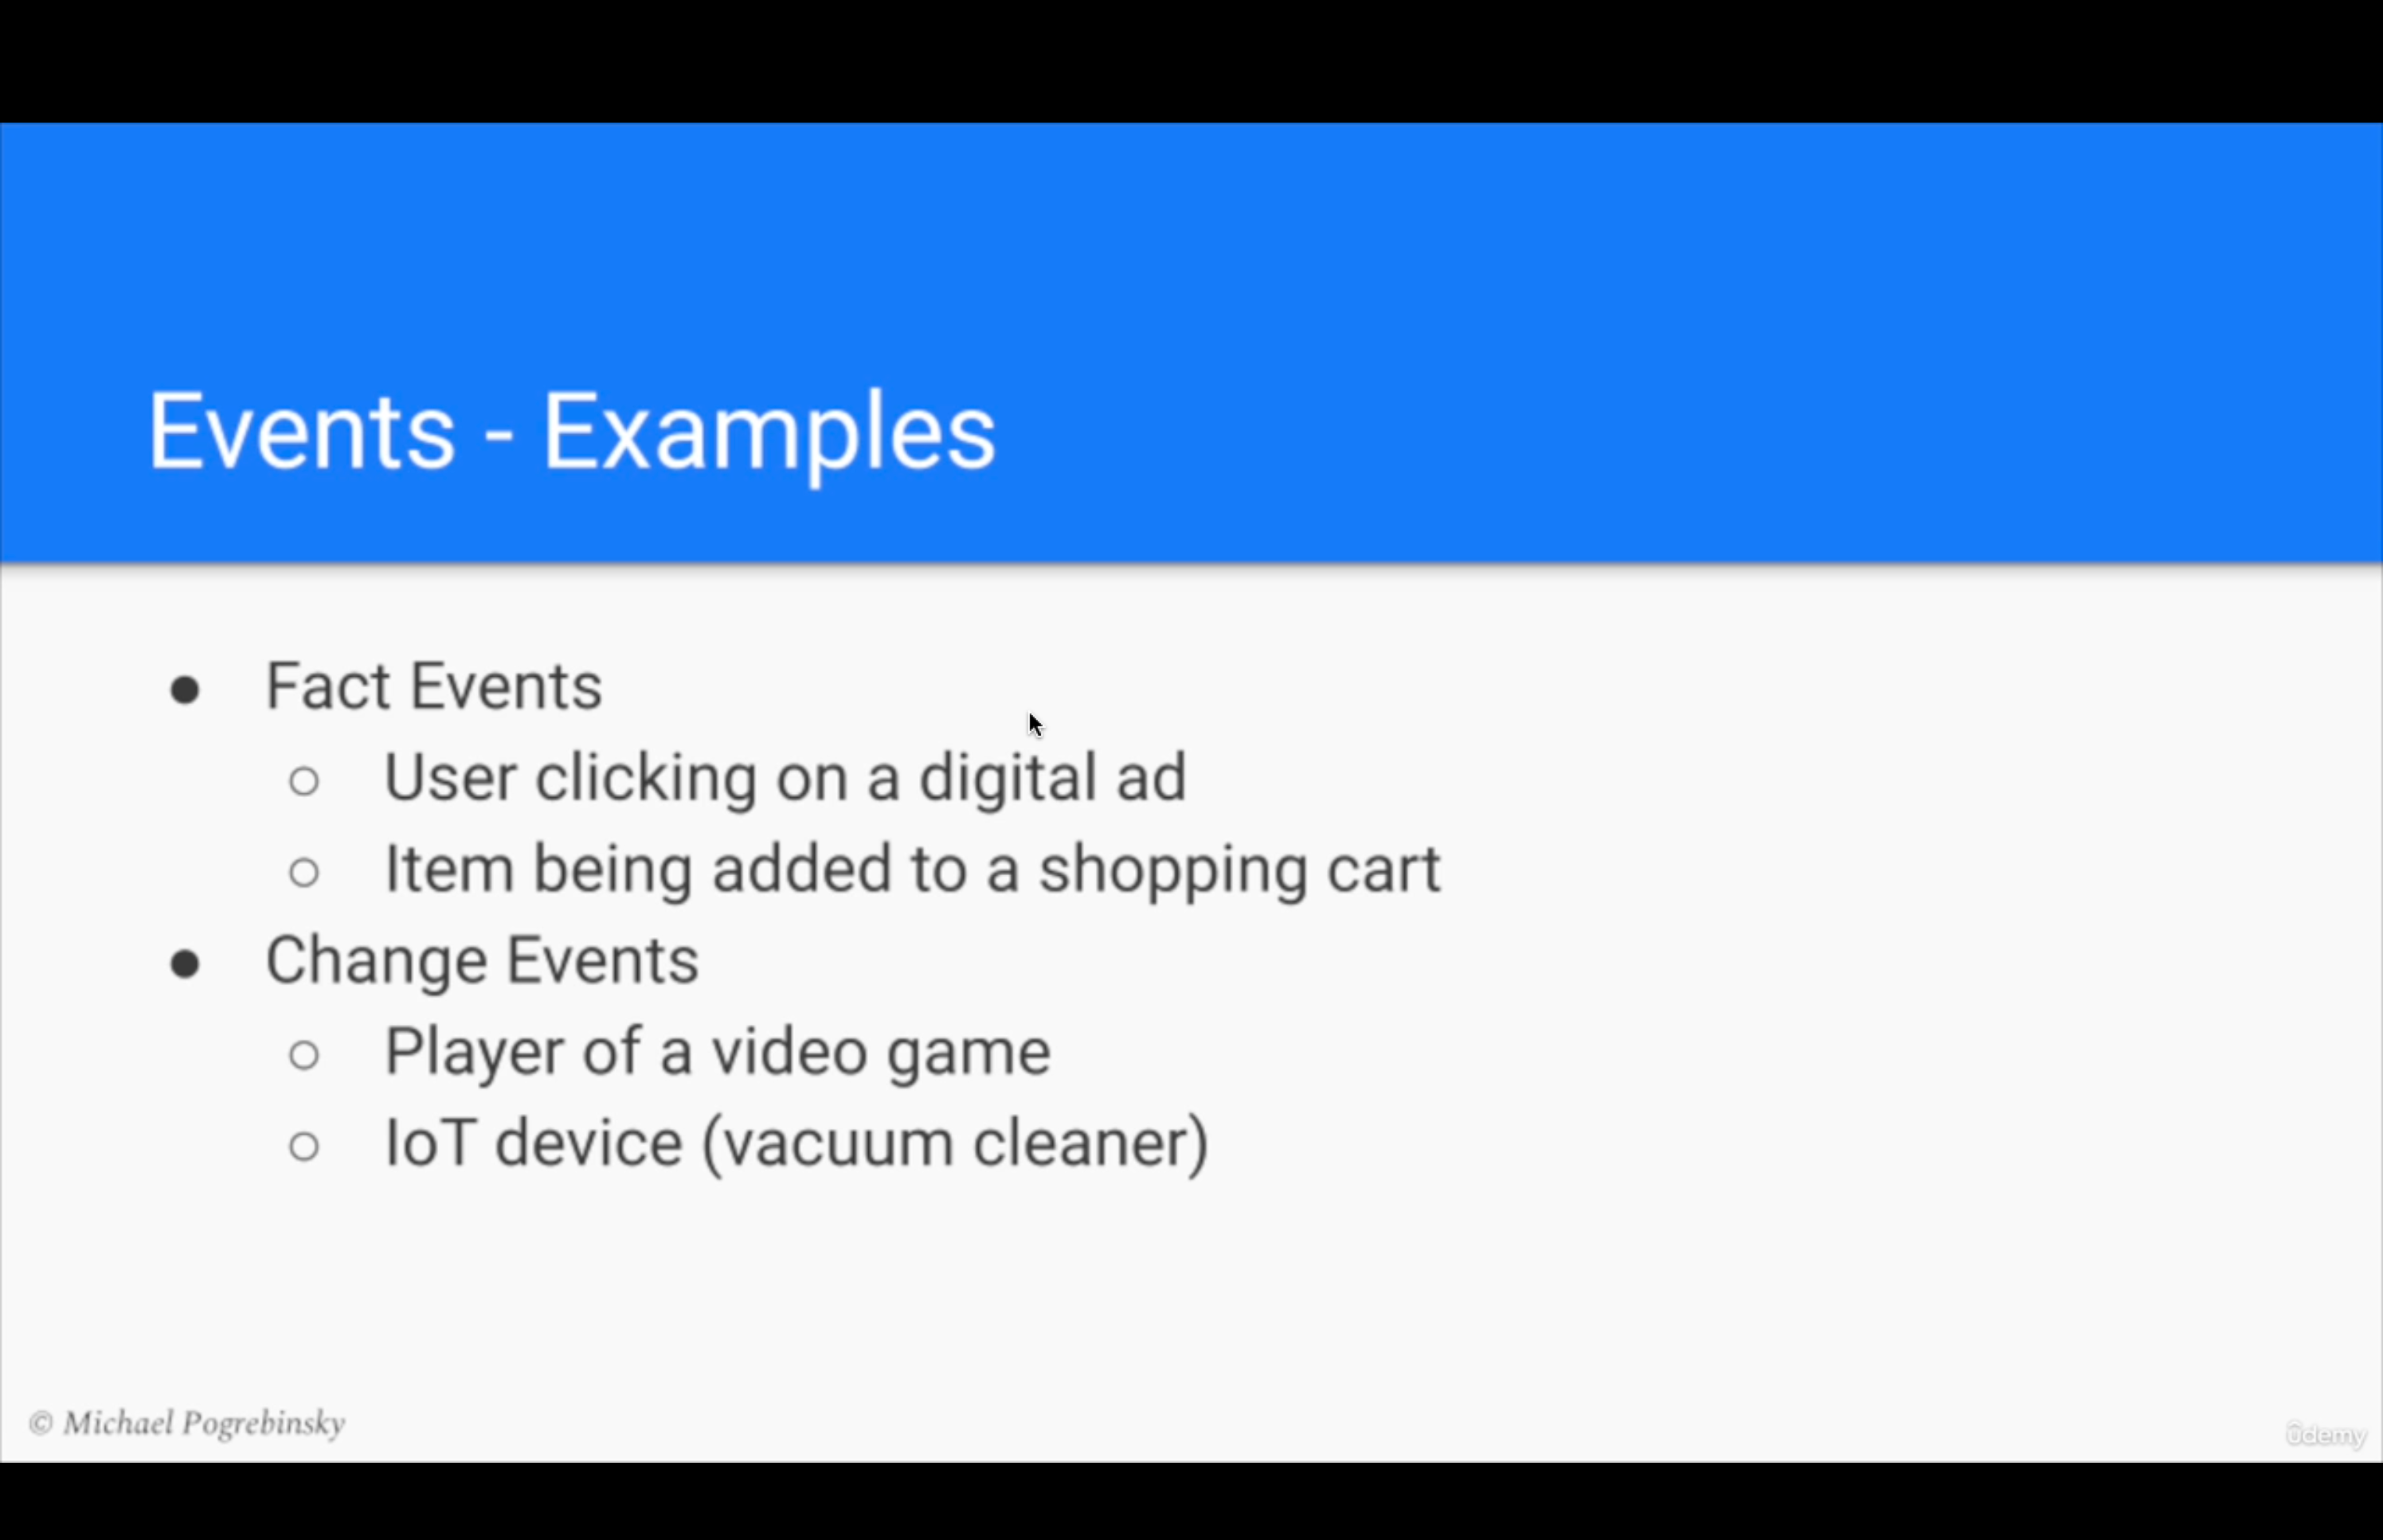 Events - Examples
● Fact Events
○ User clicking on a digital ad
○ Item being added to a shopping cart
● Change Events
○ Player of a video game
○ IoT device (vacuum cleaner)
© Michael Pogrebinsky
ûdemy